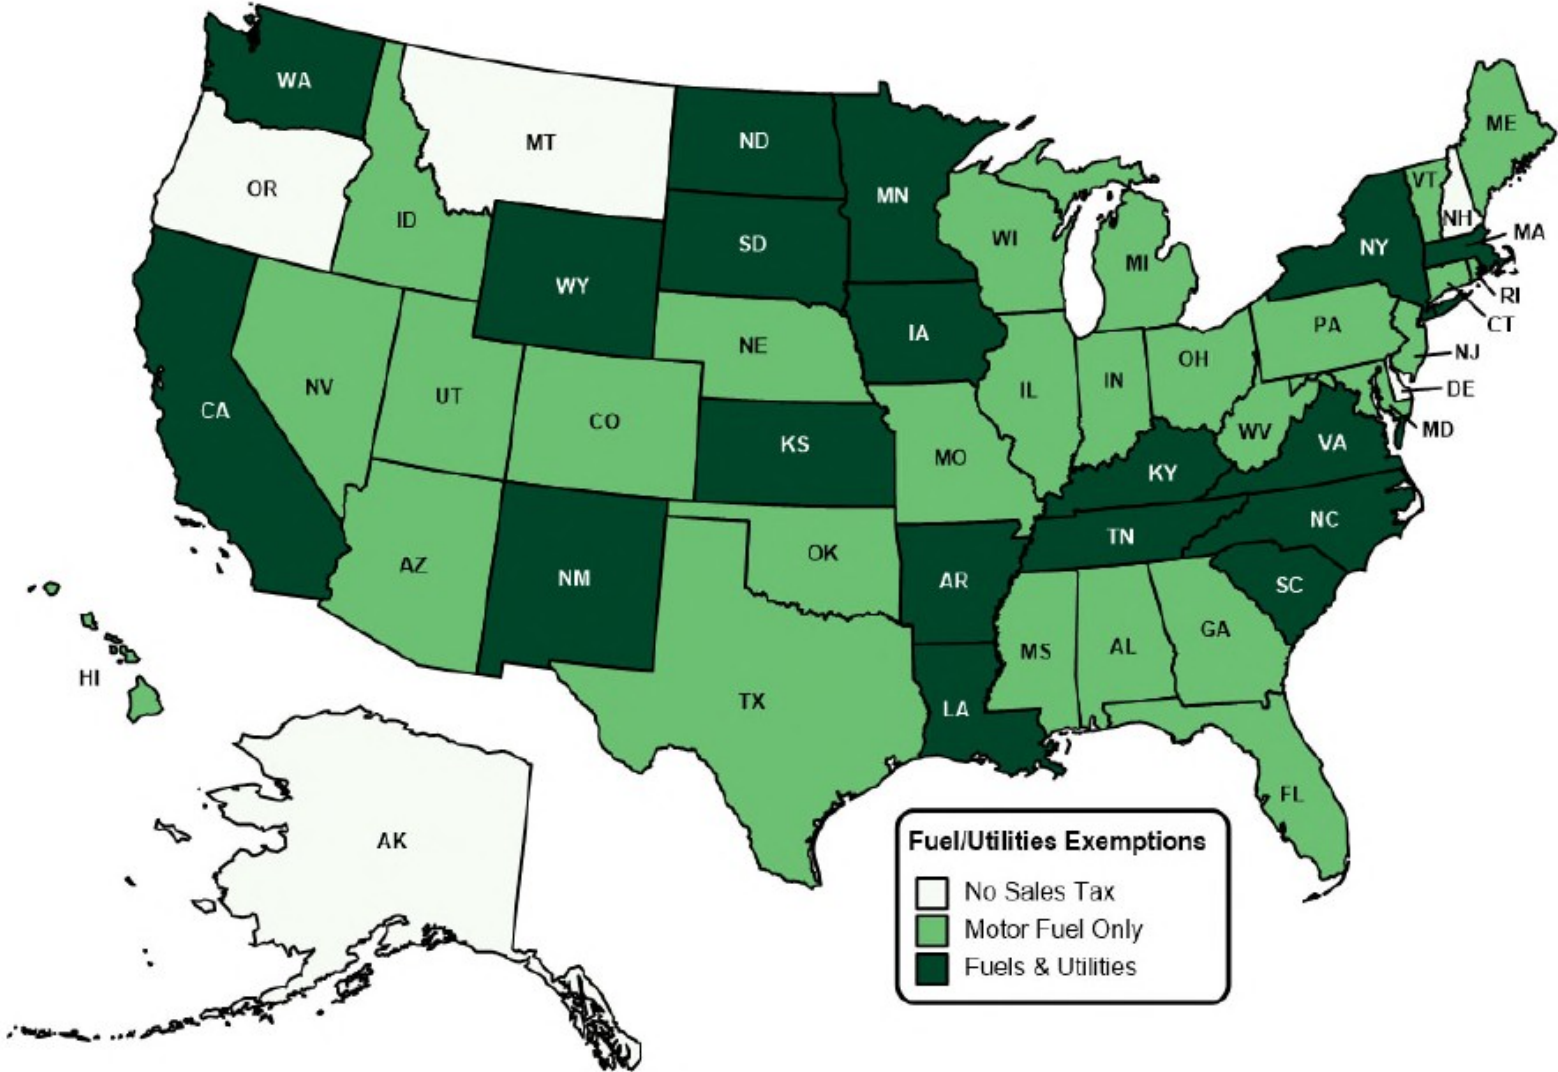 WA
MT
ND
MN
ME
OR
ID
VT
NH
MA
WI
NY
SD
MI
WY
RI
CT
IA
PA
NE
NJ
OH
NV
UT
IN
IL
DE
CA
CO
KS
WV
MD
VA
MO
KY
NC
TN
OK
AZ
NM
AR
SC
GA
MS
AL
HI
TX
LA
FL
AK
Fuel/Utilities Exemptions
No Sales Tax
Motor Fuel Only
Fuels & Utilities